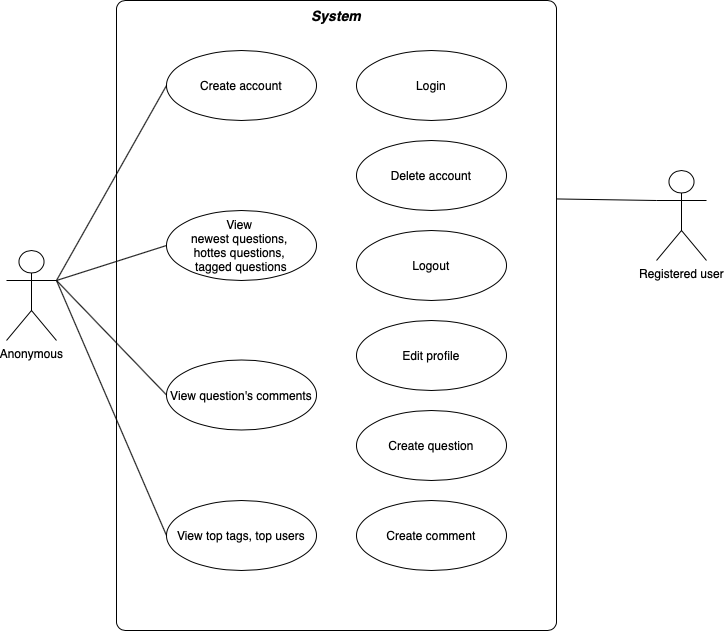 System
Create account
Login
Delete account
View
newest questions,
hottes questions,
tagged questions
Logout
Registered user
Anonymous
Edit profile
View question's comments
Create question
View top tags, top users
Create comment